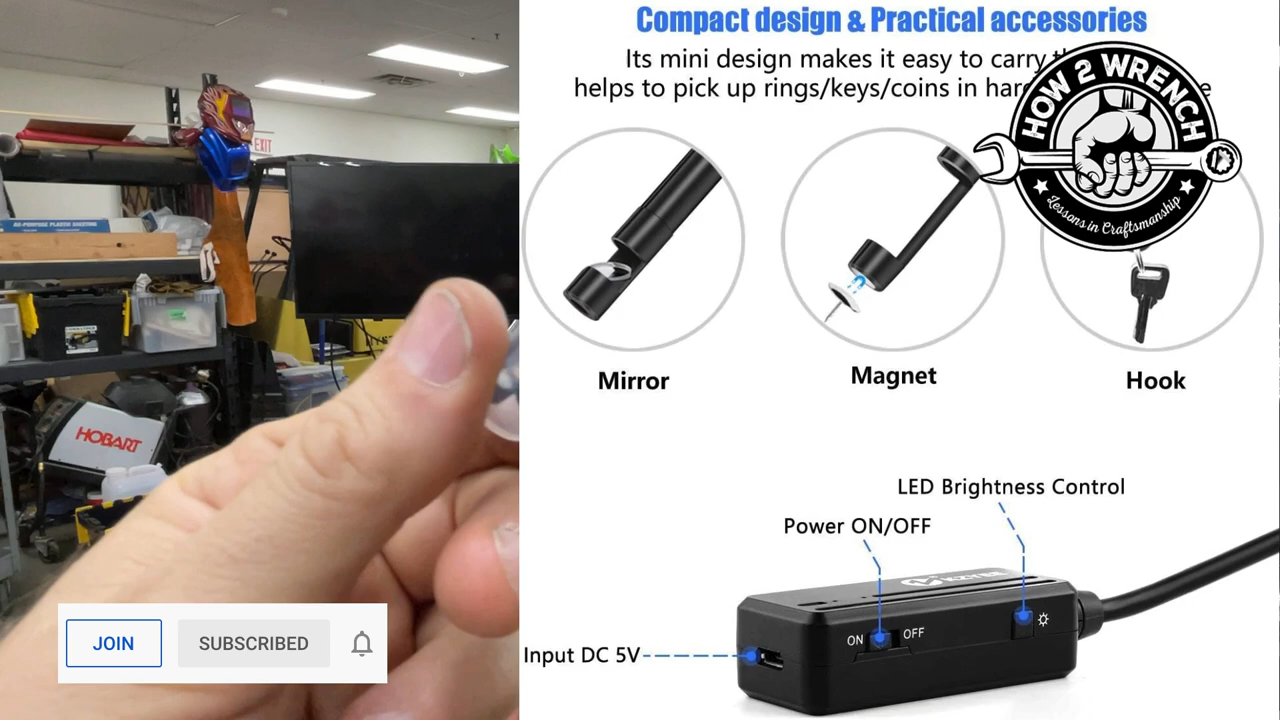 Compact design & Practical accessories
Its mini design makes it easy to carry
helps to pick up rings/keys/coins in
HOW 2 WRENCH
Lessons in Craftsmanship
EXIT
Mirror
Magnet
Hook
HOBART
LED Brightness Control
Power ON/OFF
ON
OFF
Input DC 5V
JOIN
SUBSCRIBED